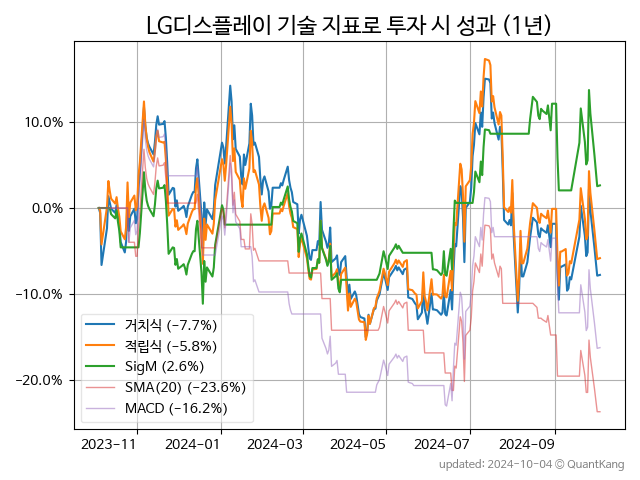 LG디스플레이 기술 지표로 투자 시 성과 (1년)
10.0%
0.0%
−10.0%
−20.0%
거치식 (−7.7%)
적립식 (−5.8%)
SigM (2.6%)
SMA(20) (−23.6%)
MACD (−16.2%)
2023-11
2024-01
2024-03
2024-05
2024-07
2024-09
updated: 2024-10-04 © QuantKang